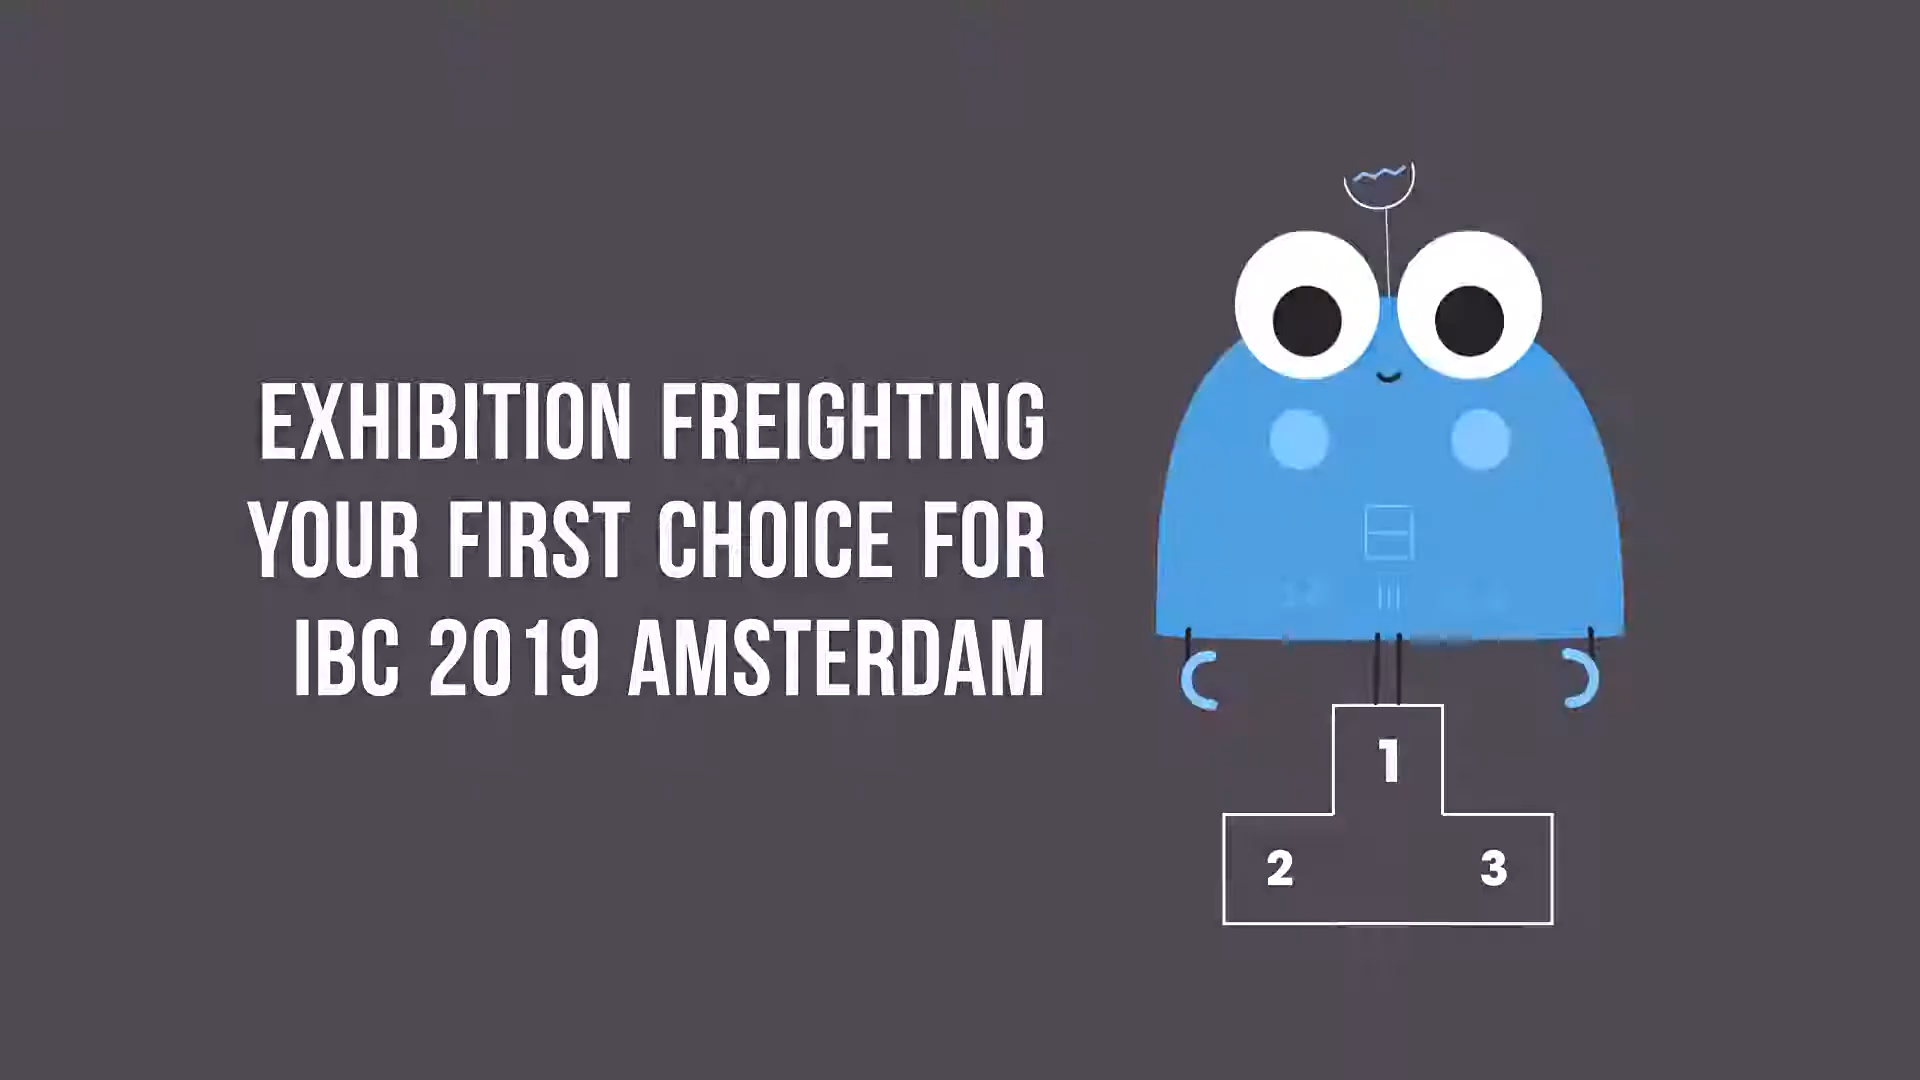 EXHIBITION FREIGHTING
YOUR FIRST CHOICE FOR
IBC 2019 AMSTERDAM
1
2 3